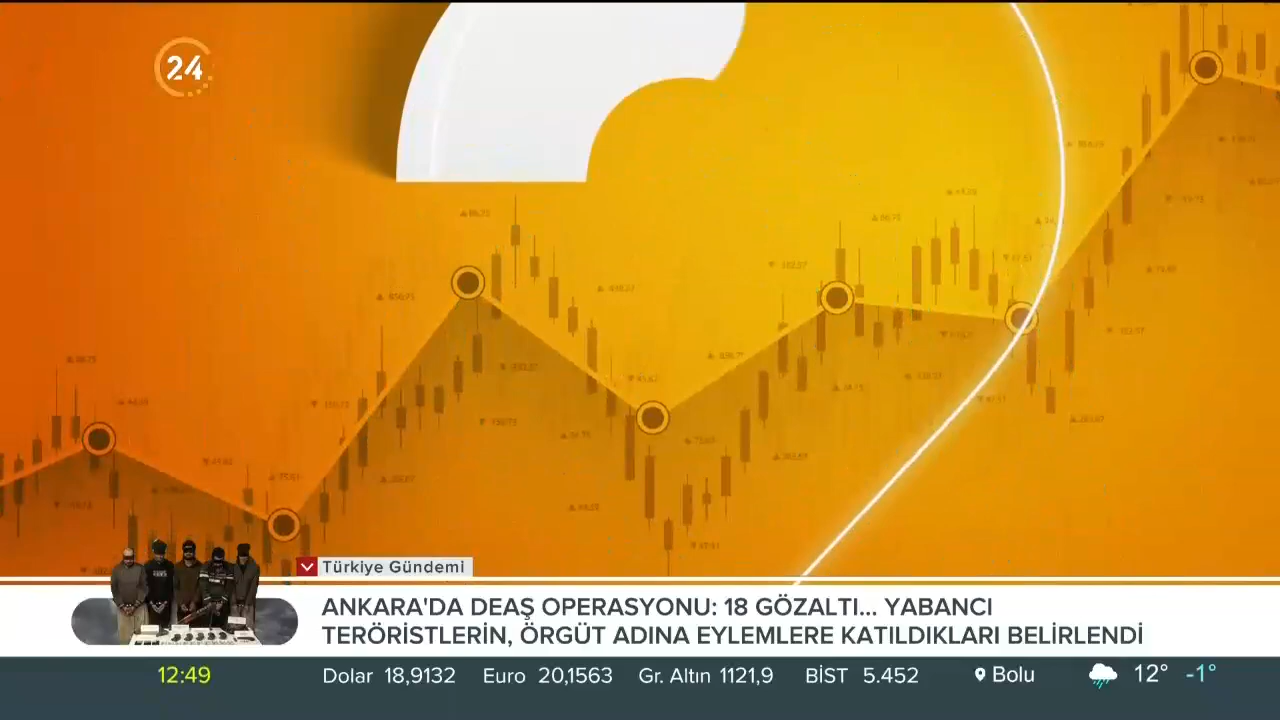 24
Türkiye Gündemi
ANKARA'DA DEAŞ OPERASYONU: 18 GÖZALTI... YABANCI
TERÖRİSTLERİN, ÖRGÜT ADINA EYLEMLERE KATILDIKLARI BELİRLENDİ
12:49 Dolar 18,9132 Euro 20,1563 Gr. Altın 1121,9 BİST 5.452 Bolu 12° -1°